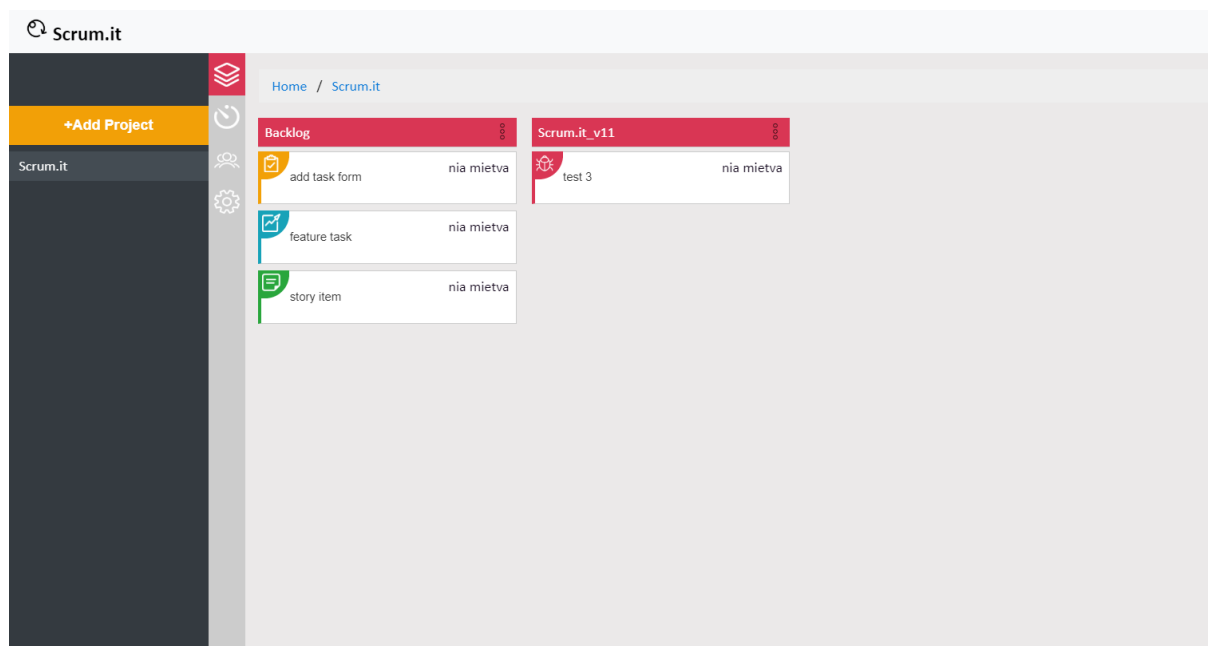 Scrum.it
+Add Project
Scrum.it
Home / Scrum.it
Backlog
add task form
nia mietva
feature task
nia mietva
story item
nia mietva
Scrum.it_v11
test 3
nia mietva